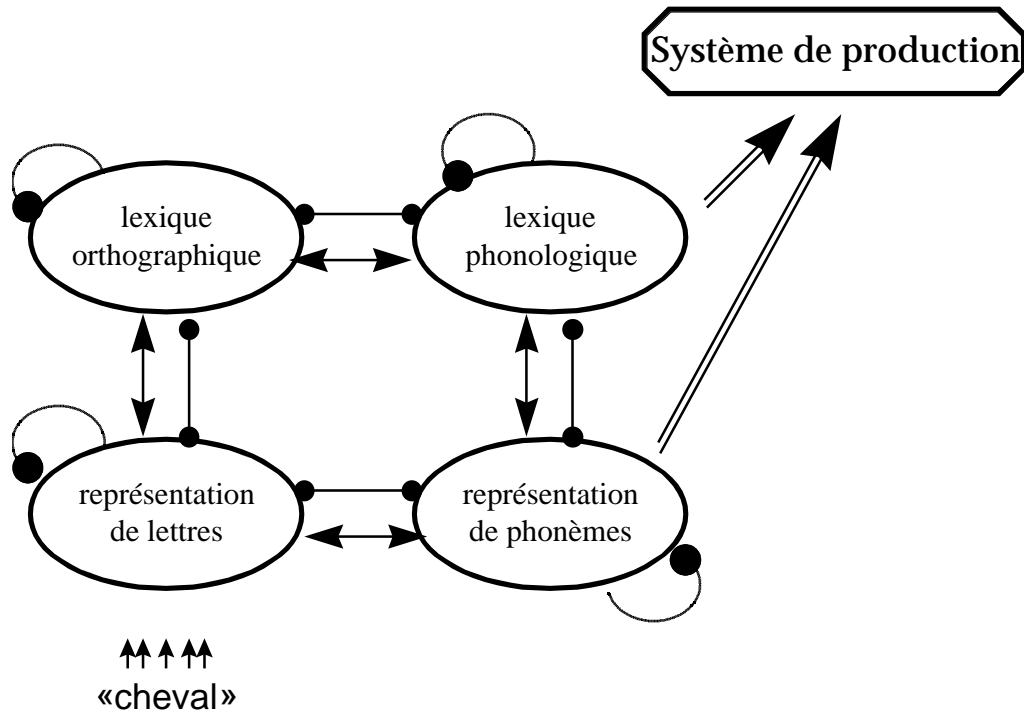 Système de production
lexique
orthographique
lexique
phonologique
représentation
de lettres
représentation
de phonèmes
«cheval»